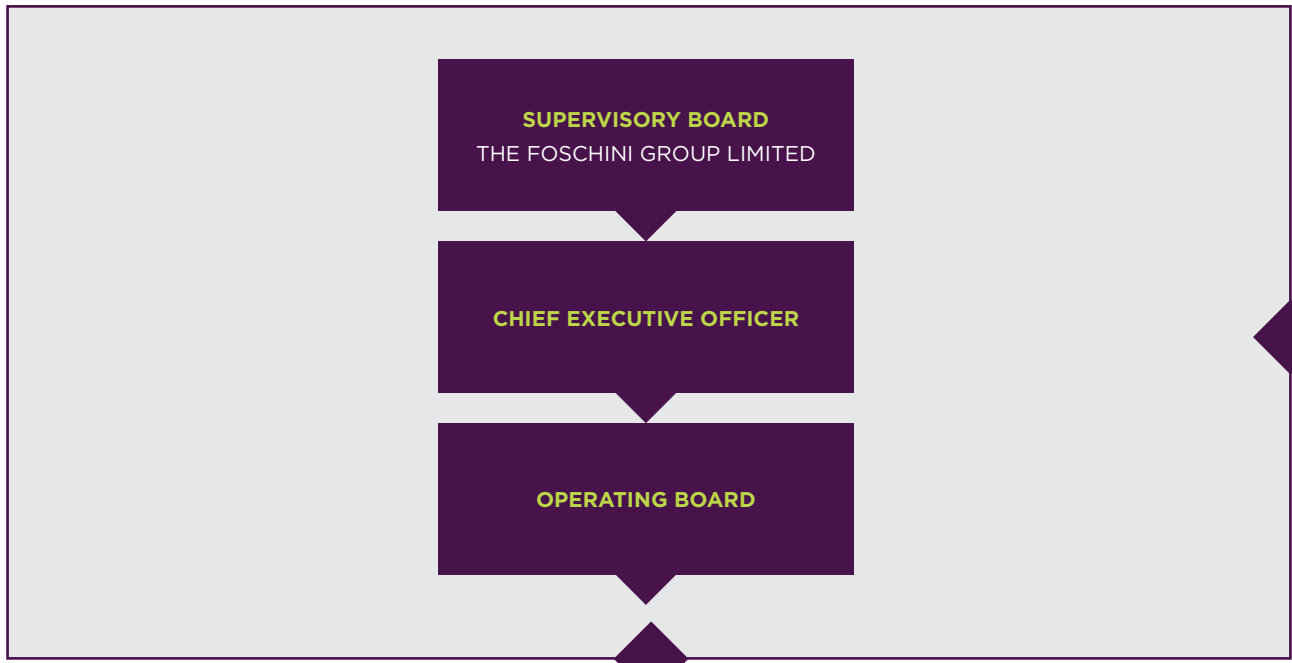 SUPERVISORY BOARD
THE FOSCHINI GROUP LIMITED
CHIEF EXECUTIVE OFFICER
OPERATING BOARD